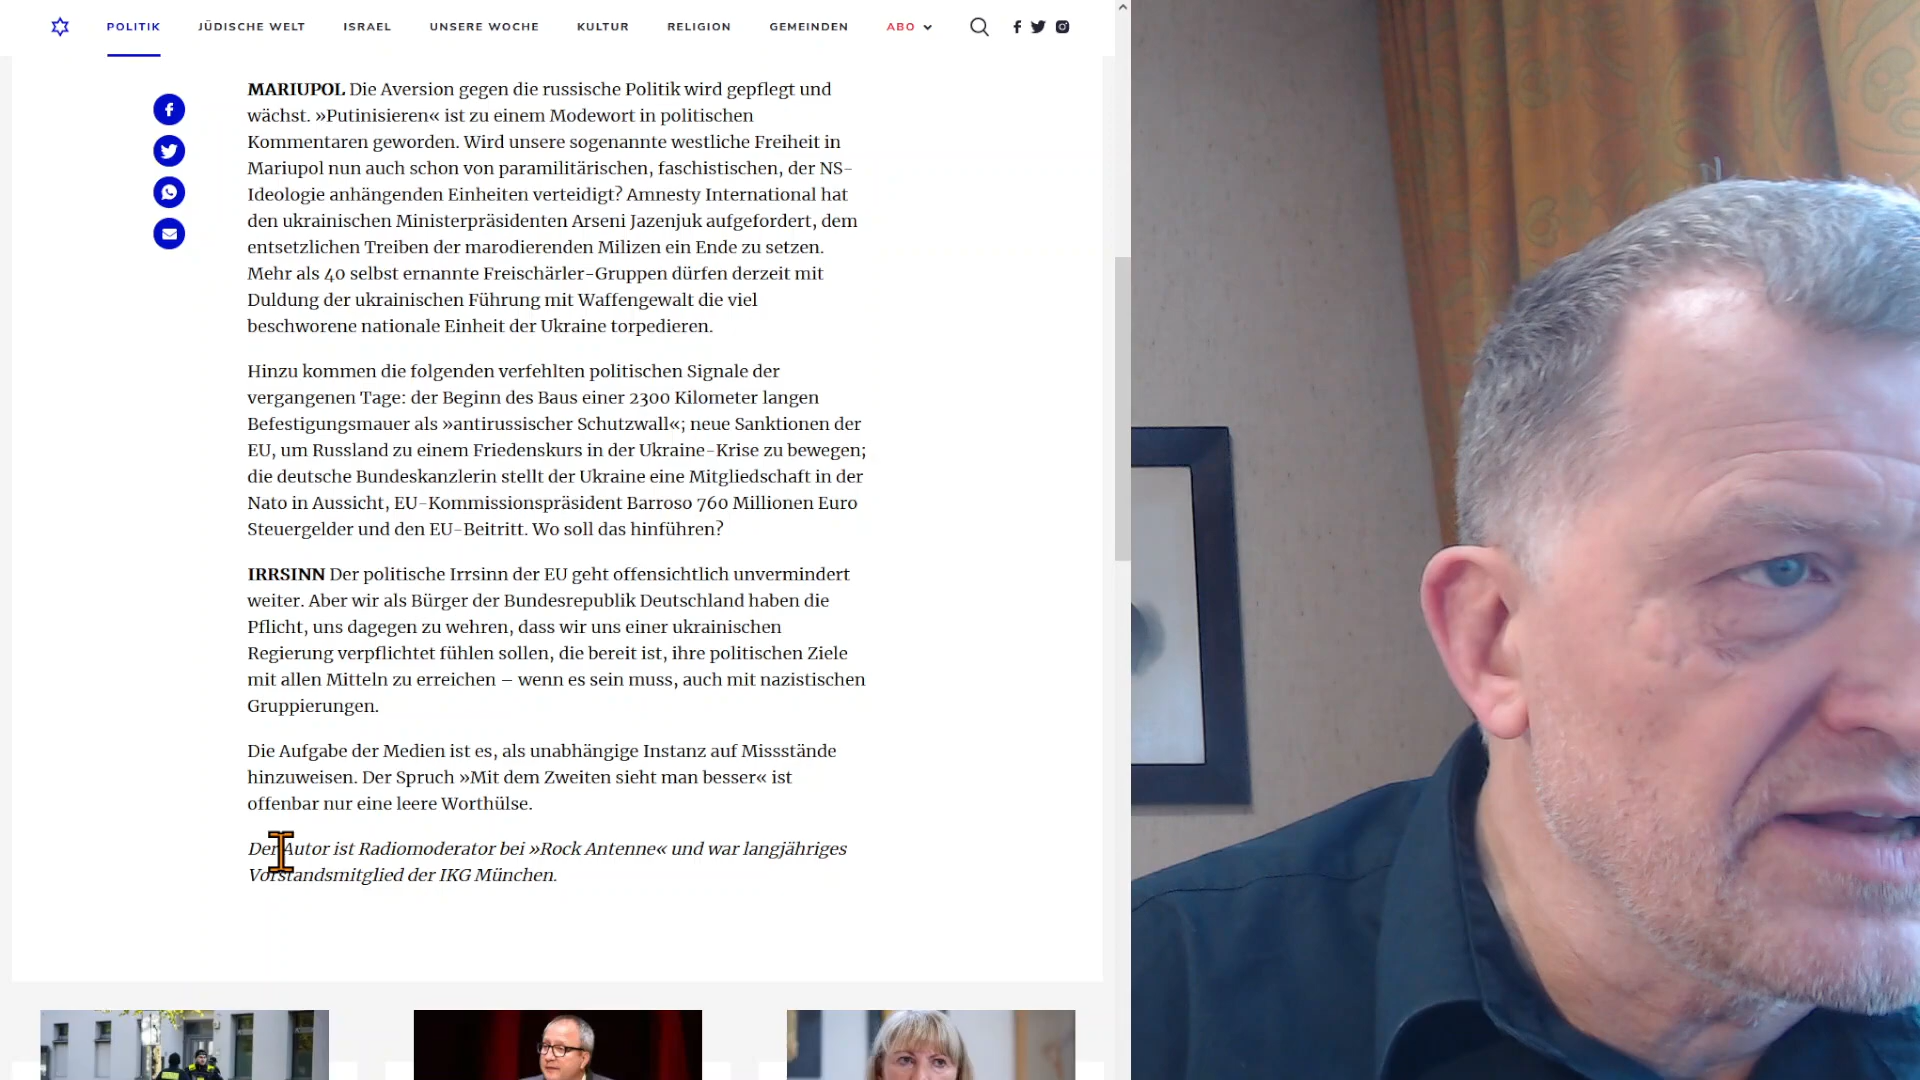 POLITIK JÜDISCHE WELT ISRAEL UNSERE WOCHE KULTUR RELIGION GEMEINDEN ABO
MARIUPOL Die Aversion gegen die russische Politik wird gepflegt und
wächst. »Putinisieren« ist zu einem Modewort in politischen
Kommentaren geworden. Wird unsere sogenannte westliche Freiheit in
Mariupol nun auch schon von paramilitärischen, faschistischen, der NS-
Ideologie anhängenden Einheiten verteidigt? Amnesty International hat
den ukrainischen Ministerpräsidenten Arseni Jazenjuk aufgefordert, dem
entsetzlichen Treiben der marodierenden Milizen ein Ende zu setzen.
Mehr als 40 selbst ernannte Freischärler-Gruppen dürfen derzeit mit
Duldung der ukrainischen Führung mit Waffengewalt die viel
beschworene nationale Einheit der Ukraine torpedieren.
Hinzu kommen die folgenden verfehlten politischen Signale der
vergangenen Tage: der Beginn des Baus einer 2300 Kilometer langen
Befestigungsmauer als »antirussischer Schutzwall«; neue Sanktionen der
EU, um Russland zu einem Friedenskurs in der Ukraine-Krise zu bewegen;
die deutsche Bundeskanzlerin stellt der Ukraine eine Mitgliedschaft in der
Nato in Aussicht, EU-Kommissionspräsident Barroso 760 Millionen Euro
Steuergelder und den EU-Beitritt. Wo soll das hinführen?
IRRSINN Der politische Irrsinn der EU geht offensichtlich unvermindert
weiter. Aber wir als Bürger der Bundesrepublik Deutschland haben die
Pflicht, uns dagegen zu wehren, dass wir uns einer ukrainischen
Regierung verpflichtet fühlen sollen, die bereit ist, ihre politischen Ziele
mit allen Mitteln zu erreichen – wenn es sein muss, auch mit nazistischen
Gruppierungen.
Die Aufgabe der Medien ist es, als unabhängige Instanz auf Missstände
hinzuweisen. Der Spruch »Mit dem Zweiten sieht man besser« ist
offenbar nur eine leere Worthülse.
Der Autor ist Radiomoderator bei »Rock Antenne« und war langjähriges
Vorstandsmitglied der IKG München.